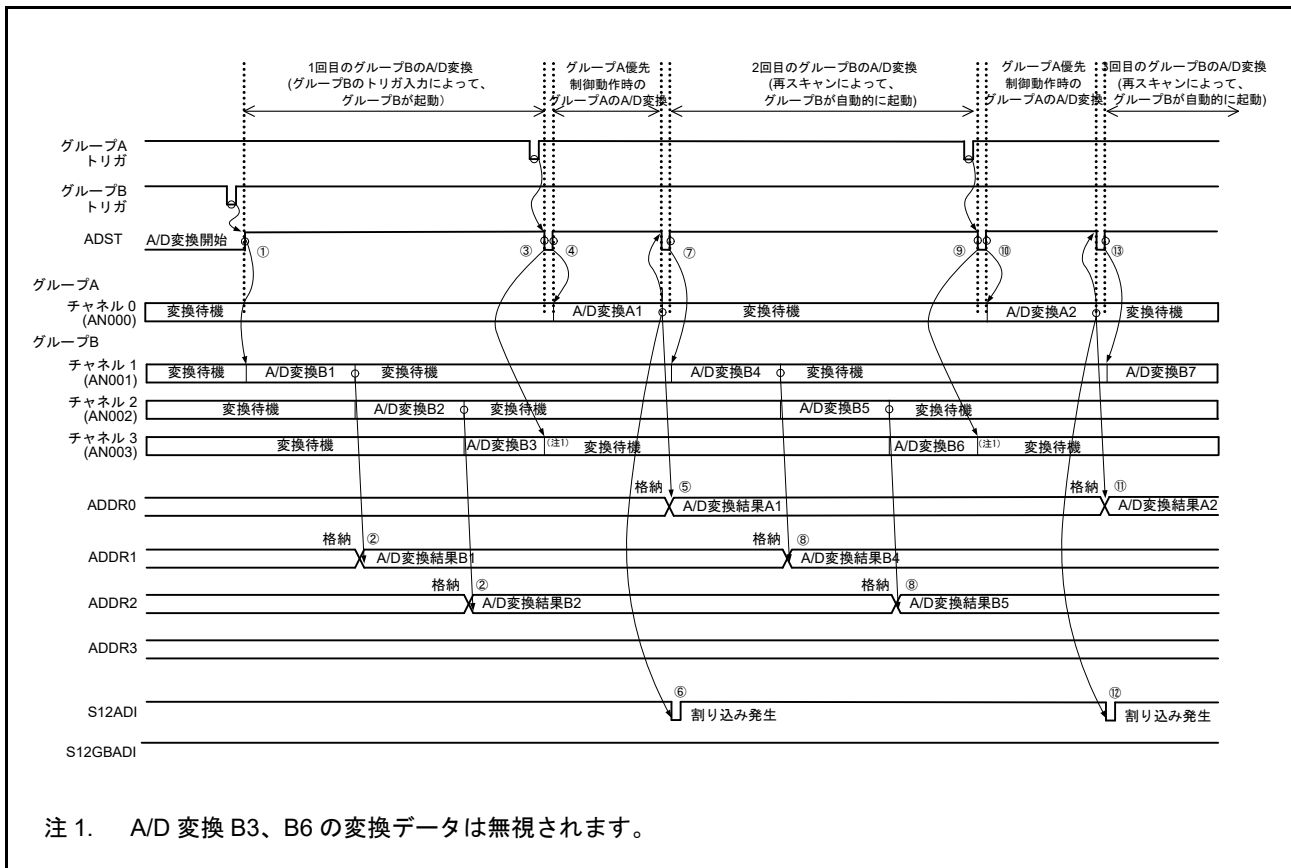 1回目のグループBのA/D変換
(グループBのトリガ入力によって、
グループBが起動)
グループA優先
制御動作時の
グループAのA/D変換
2回目のグループBのA/D変換
(再スキャンによって、
グループBが自動的に起動)
グループA優先
制御動作時の
グループAのA/D変換
3回目のグループBのA/D変換
(再スキャンによって、
グループBが自動的に起動)
グループA
トリガ
グループB
トリガ
ADST A/D変換開始 ① ③ ④ ⑦ ⑨ ⑩ ⑬
グループA
チャネル 0
(AN000)
変換待機 A/D変換A1 変換待機 A/D変換A2 変換待機
グループB
チャネル 1
(AN001)
変換待機 A/D変換B1 変換待機 A/D変換B4 変換待機 A/D変換B7
チャネル 2
(AN002)
変換待機 A/D変換B2 変換待機 A/D変換B5 変換待機
チャネル 3
(AN003)
変換待機 A/D変換B3 (注1) 変換待機 A/D変換B6 (注1) 変換待機
格納 ⑤ 格納 ⑪
ADDR0 A/D変換結果A1 A/D変換結果A2
格納 ② 格納 ⑧
ADDR1 A/D変換結果B1 A/D変換結果B4
格納 ② 格納 ⑧
ADDR2 A/D変換結果B2 A/D変換結果B5
ADDR3
⑥ ⑫
S12ADI 割り込み発生 割り込み発生
S12GBADI
注 1. A/D 変換 B3、B6 の変換データは無視されます。